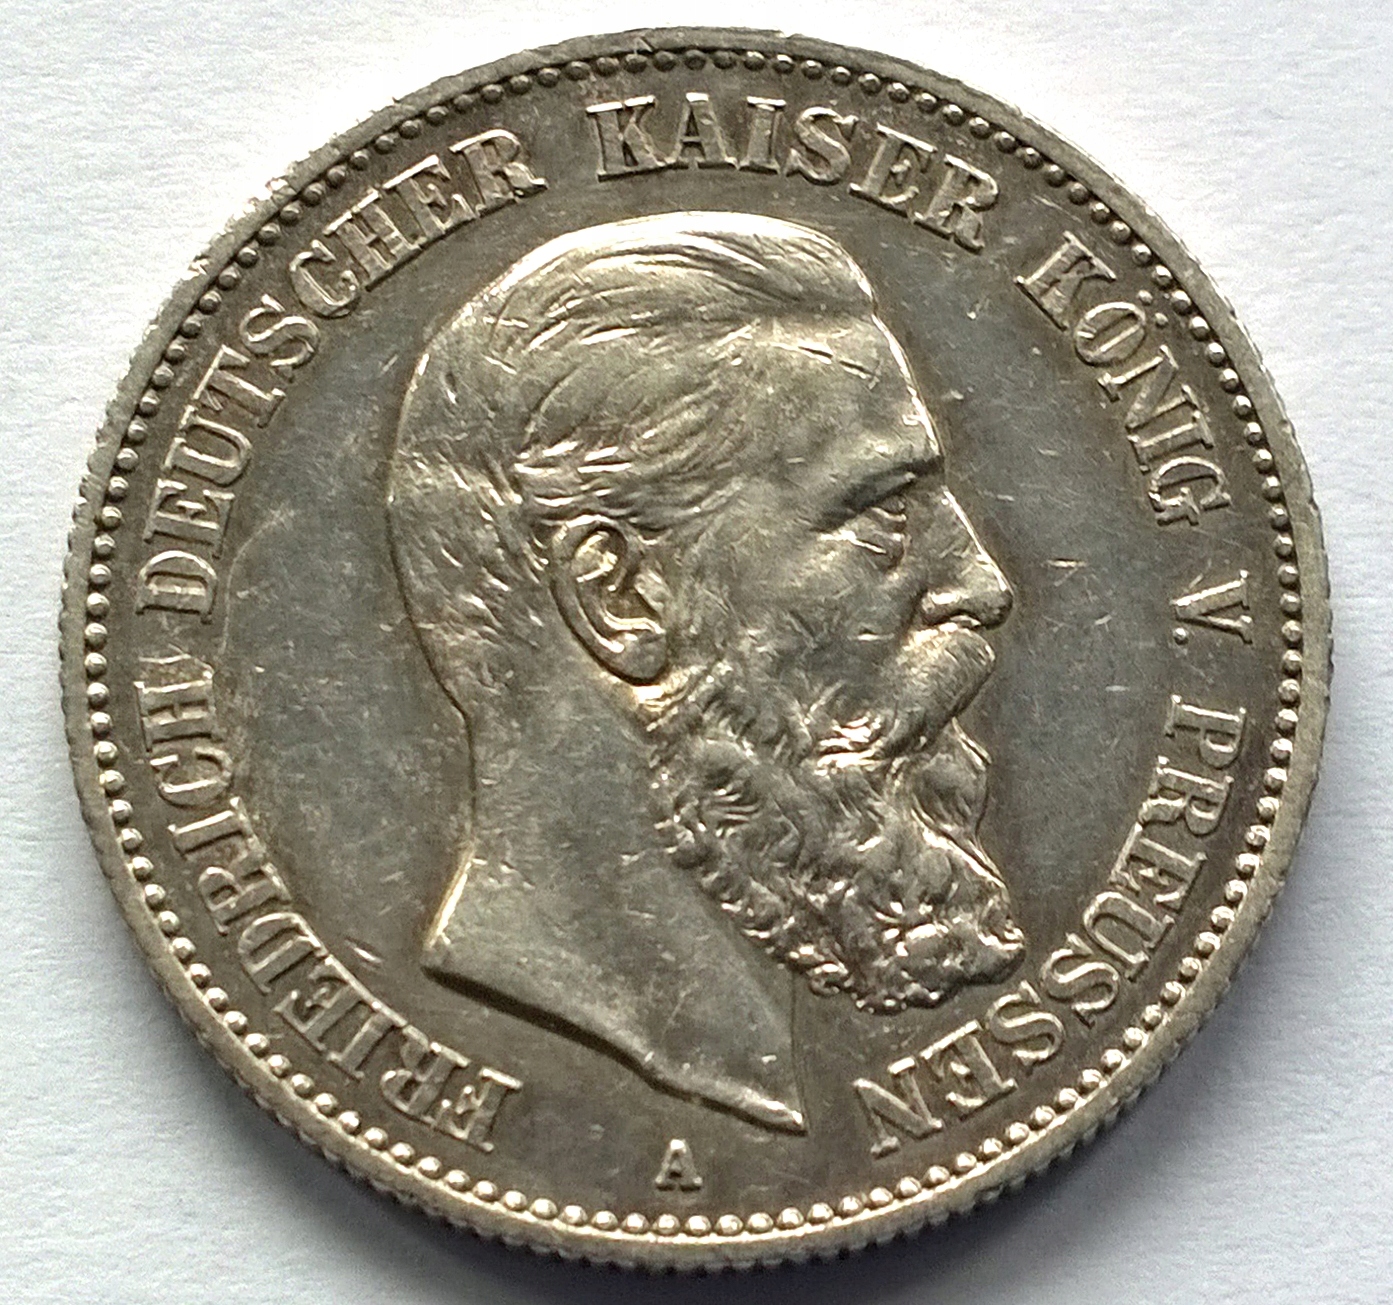 FRIEDRICH DEUTSCHER KAISER KÖNIG V. PREUSSEN
A